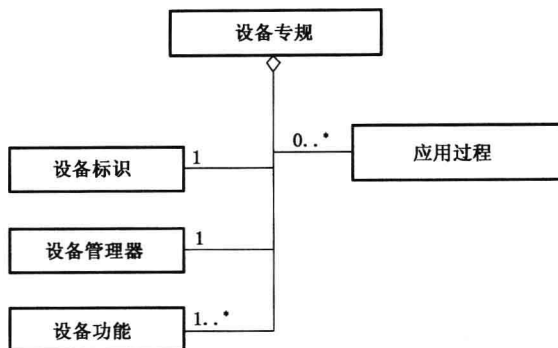 设备专规
0..*
应用过程
1
设备标识
1
设备管理器
1..*
设备功能